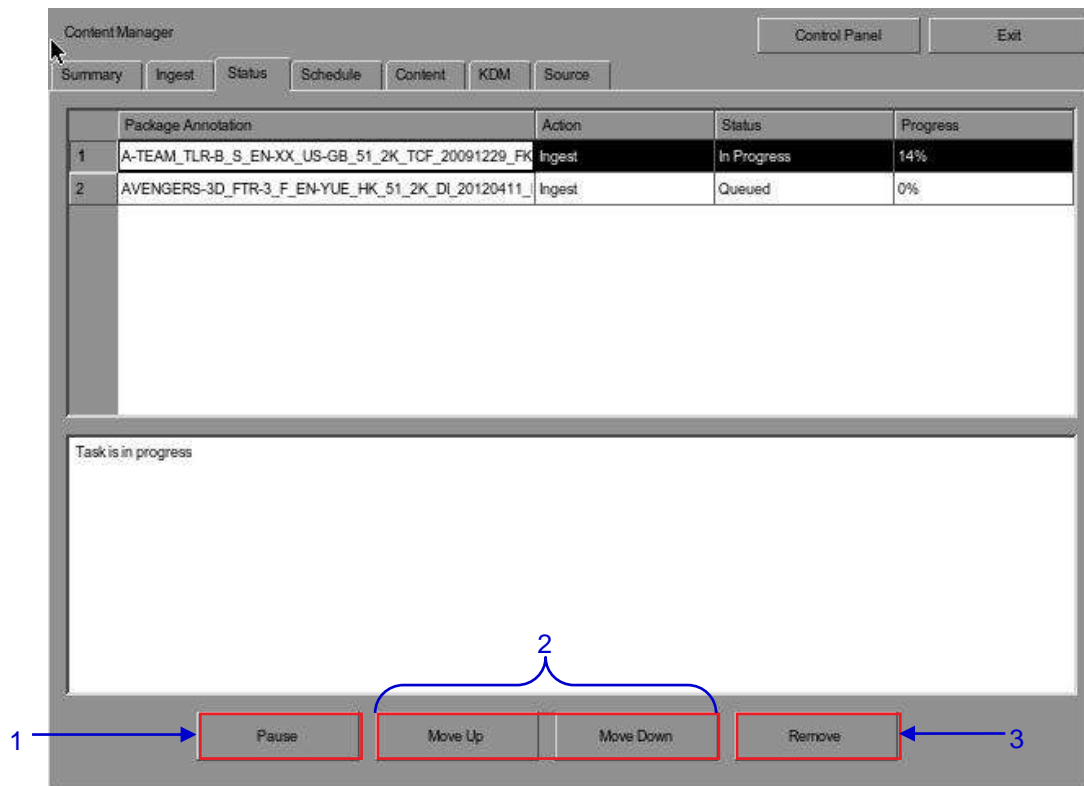 Content Manager
Control Panel
Exit
Summary Ingest Status Schedule Content KDM Source
Package Annotation Action Status Progress
1 A-TEAM_TLR-B_S_EN-XX_US-GB_51_2K_TCF_20091229_FK Ingest In Progress 14%
2 AVENGERS-3D_FTR-3_F_EN-YUE_HK_51_2K_DI_20120411_ Ingest Queued 0%
Task is in progress
2
1 Pause Move Up Move Down Remove 3